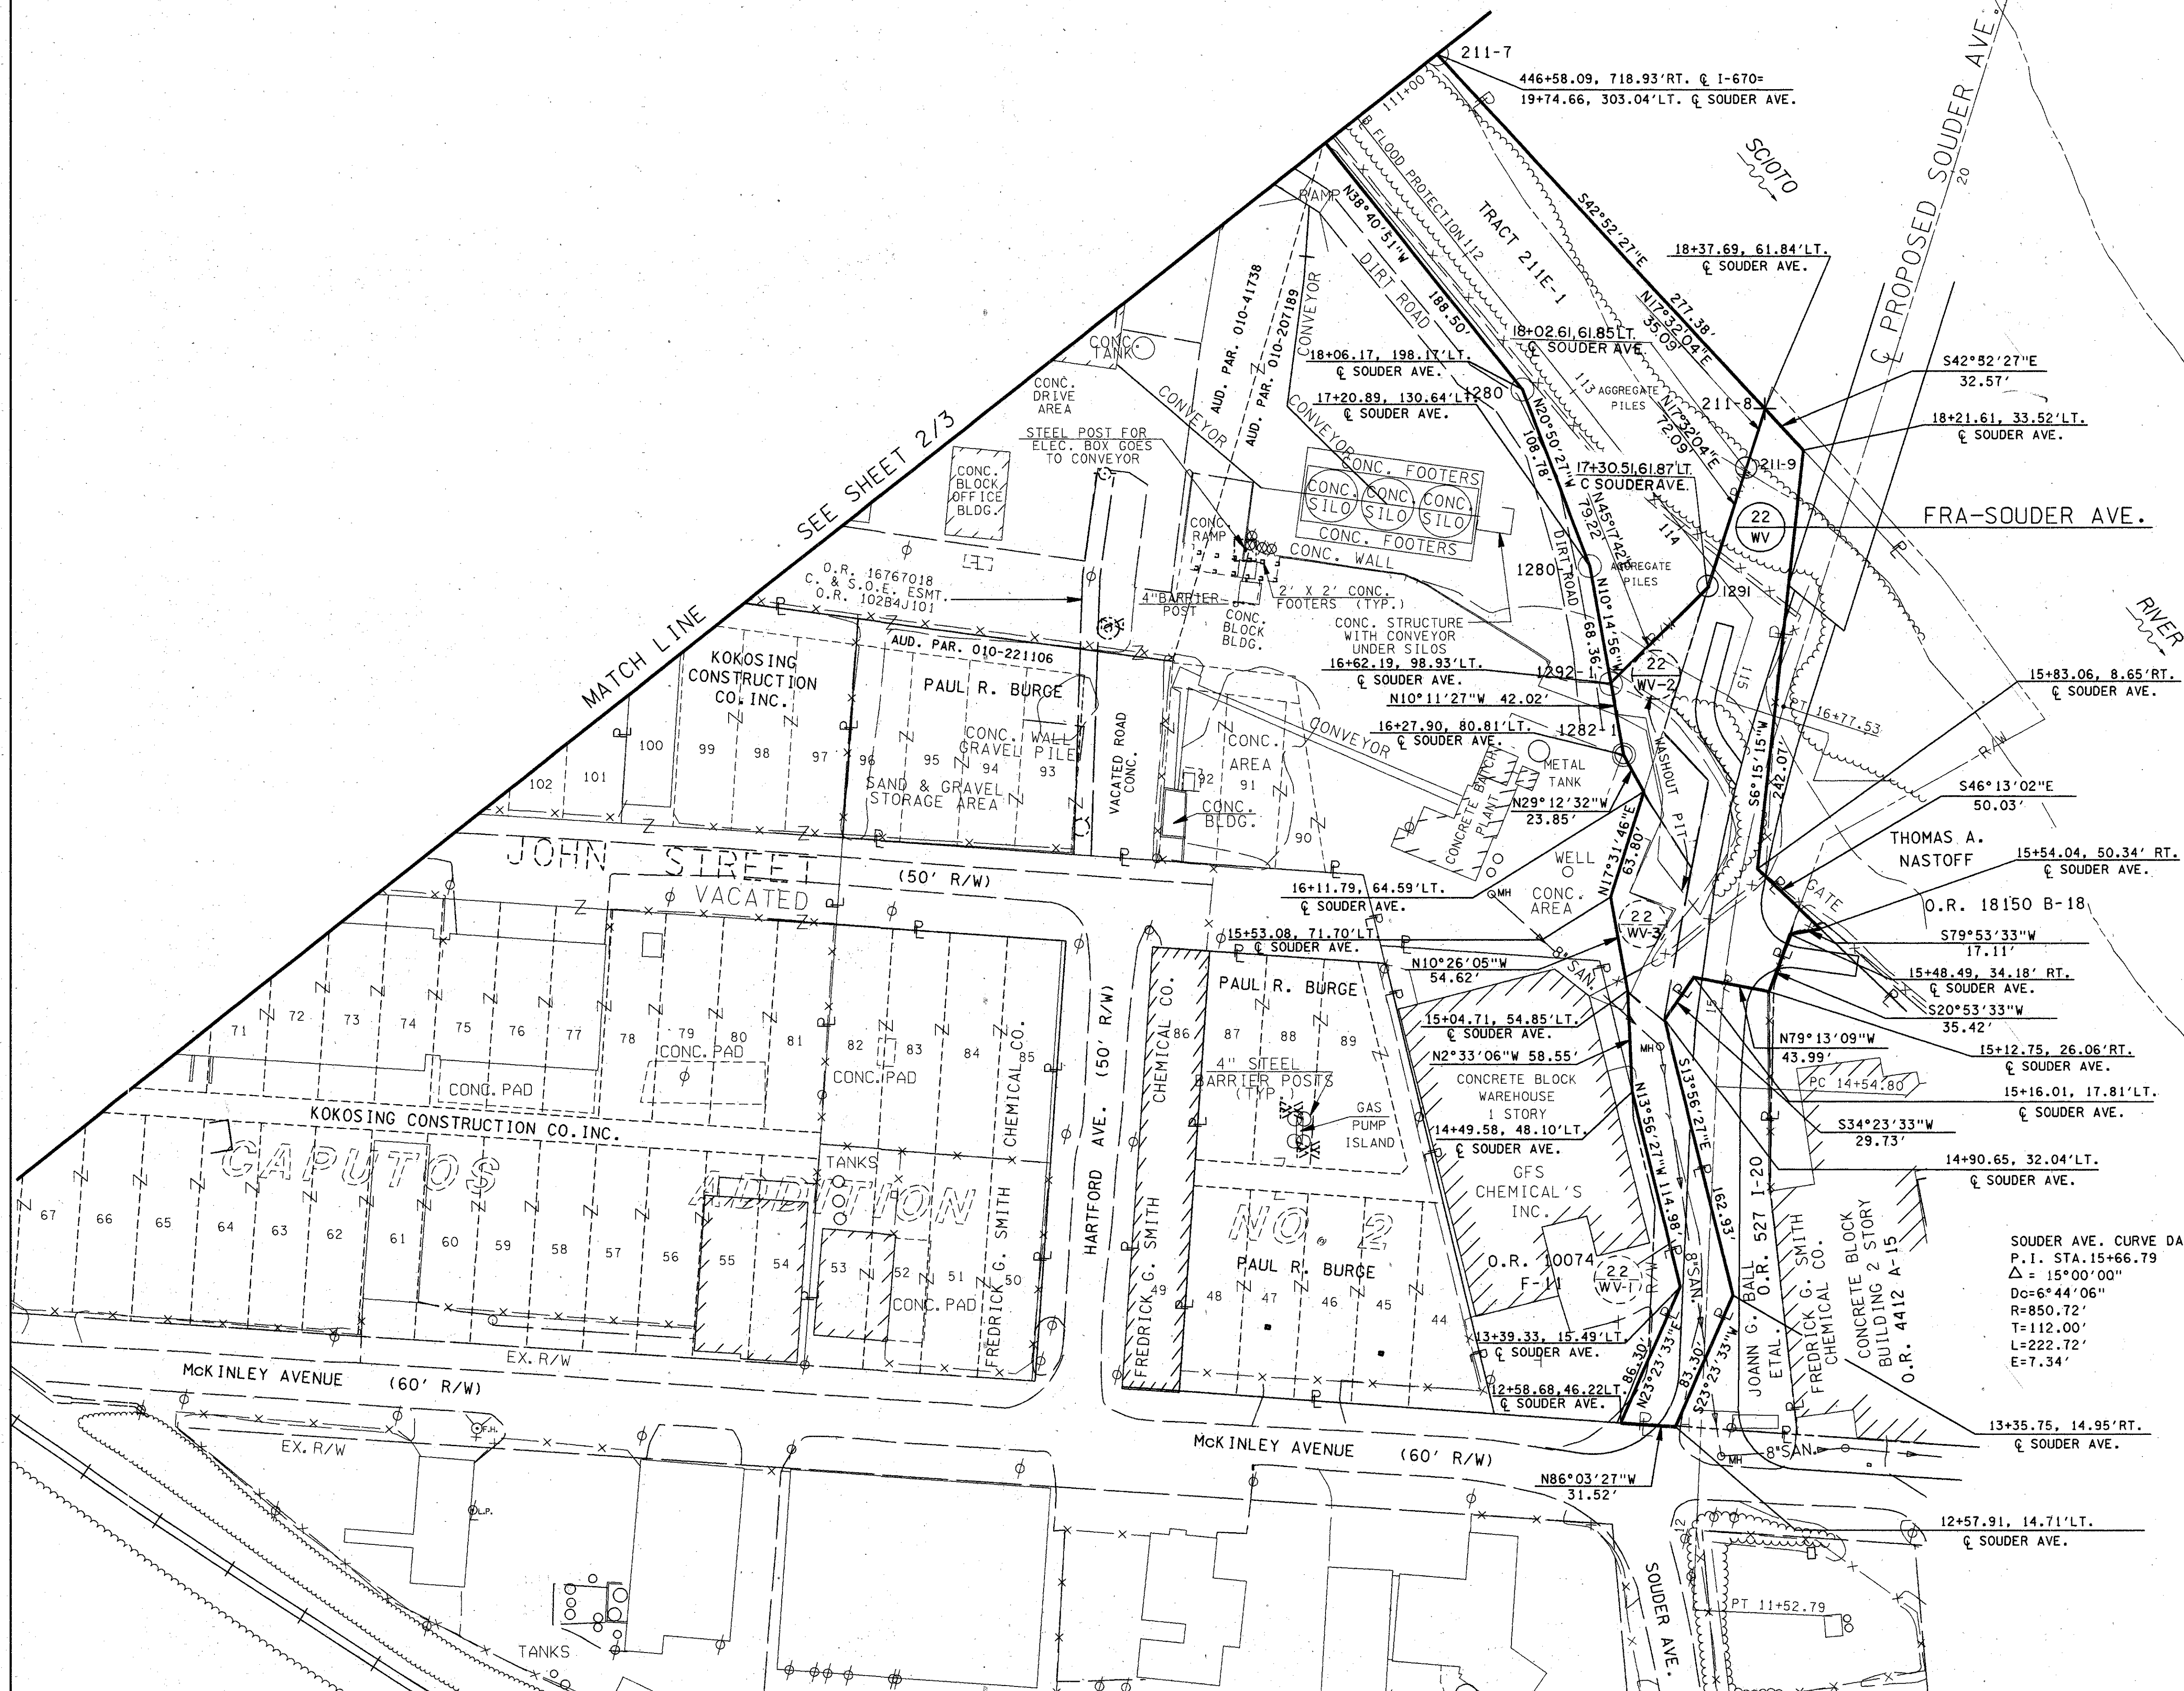 211-7
446+58.09, 718.93'RT. ℄ I-670=
19+74.66, 303.04'LT. ℄ SOUDER AVE.
111+00
B FLOOD PROTECTION 112
SCIOTO
℄ PROPOSED SOUDER AVE.
20
TRACT 211E-1
S42°52'27"E
277.38'
RAMP
N38°40'51"W
188.50'
DIRT ROAD
18+37.69, 61.84'LT.
℄ SOUDER AVE.
N17°32'04"E
35.09'
18+02.61, 61.85'LT.
℄ SOUDER AVE.
18+06.17, 198.17'LT.
℄ SOUDER AVE.
1280
17+20.89, 130.64'LT.
℄ SOUDER AVE.
113
AGGREGATE
PILES
211-8
S42°52'27"E
32.57'
18+21.61, 33.52'LT.
℄ SOUDER AVE.
N17°32'04"E
72.09'
N20°50'27"W
108.78'
17+30.51, 61.87'LT.
C SOUDER AVE.
211-9
22
WV
FRA-SOUDER AVE.
AUD. PAR. 010-41738
AUD. PAR. 010-207189
CONVEYOR
CONC.
TANK
CONC.
DRIVE
AREA
CONVEYOR
CONVEYOR
STEEL POST FOR
ELEC. BOX GOES
TO CONVEYOR
CONC.
BLOCK
OFFICE
BLDG.
MATCH LINE
SEE SHEET 2/3
CONC. FOOTERS
CONC.
SILO
CONC.
SILO
CONC.
SILO
CONC. FOOTERS
CONC. WALL
CONC.
RAMP
N45°17'42"E
79.22
114
DIRT ROAD
AGGREGATE
PILES
1280-
1291
N10°14'56"W
68.36'
O.R. 16767018
C. & S.O.E. ESMT.
O.R. 102B4J101
4"BARRIER
POST
2' X 2' CONC.
FOOTERS (TYP.)
CONC.
BLOCK
BLDG.
CONC. STRUCTURE
WITH CONVEYOR
UNDER SILOS
RIVER
AUD. PAR. 010-221106
16+62.19, 98.93'LT.
℄ SOUDER AVE.
1292-1
22
WV-2
115
15+83.06, 8.65'RT.
℄ SOUDER AVE.
PT 16+77.53
KOKOSING
CONSTRUCTION
CO. INC.
PAUL R. BURGE
N10°11'27"W 42.02'
16+27.90, 80.81'LT.
℄ SOUDER AVE.
1282-1
R/W
100
99
98
97
96
95
94
93
102
101
CONC. WALL
GRAVEL PILE
SAND & GRAVEL
STORAGE AREA
VACATED ROAD
CONC.
CONC.
AREA
92
91
CONC.
BLDG.
90
CONVEYOR
CONCRETE BATCH
PLANT
METAL
TANK
WASHOUT PIT
N29°12'32"W
23.85'
S6°15'15"W
242.07'
S46°13'02"E
50.03'
THOMAS A.
NASTOFF
15+54.04, 50.34' RT.
℄ SOUDER AVE.
JOHN STREET
(50' R/W)
VACATED
WELL
CONC.
AREA
MH
N17°31'46"E
63.80'
16+11.79, 64.59'LT.
℄ SOUDER AVE.
GATE
O.R. 18150 B-18
22
WV-3
15+53.08, 71.70'LT.
℄ SOUDER AVE.
S79°53'33"W
17.11'
15+48.49, 34.18' RT.
℄ SOUDER AVE.
N10°26'05"W
54.62'
8" SAN.
S20°53'33"W
35.42'
15
N79°13'09"W
43.99'
15+12.75, 26.06'RT.
℄ SOUDER AVE.
15+04.71, 54.85'LT.
℄ SOUDER AVE.
N2°33'06"W 58.55'
MH
PC 14+54.80
15+16.01, 17.81'LT.
℄ SOUDER AVE.
S34°23'33"W
29.73'
14+90.65, 32.04'LT.
℄ SOUDER AVE.
71
72
73
74
75
76
77
78
79
80
81
82
83
84
85
CONC. PAD
CONC. PAD
CONC. PAD
FREDRICK G. SMITH CHEMICAL CO.
HARTFORD AVE. (50' R/W)
FREDRICK G. SMITH CHEMICAL CO.
86
PAUL R. BURGE
87
88
89
4" STEEL
BARRIER POSTS
(TYP.)
GAS
PUMP
ISLAND
CONCRETE BLOCK
WAREHOUSE
1 STORY
14+49.58, 48.10'LT.
℄ SOUDER AVE.
GFS
CHEMICAL'S
INC.
N13°56'27"W 114.98'
S13°56'27"E
162.93'
KOKOSING CONSTRUCTION CO. INC.
CAPUTOS ADDITION NO. 2
TANKS
67
66
65
64
63
62
61
60
59
58
57
56
55
54
53
52
51
50
CONC. PAD
49
PAUL R. BURGE
48
47
46
45
44
O.R. 10074
F-11
22
WV-1
R/W
8"SAN.
JOANN G. BALL
ETAL.
O.R. 527 I-20
FREDRICK G. SMITH
CHEMICAL CO.
CONCRETE BLOCK
BUILDING 2 STORY
O.R. 4412 A-15
SOUDER AVE. CURVE DA
P.I. STA.15+66.79
Δ = 15°00'00"
Dc=6°44'06"
R=850.72'
T=112.00'
L=222.72'
E=7.34'
13+39.33, 15.49'LT.
℄ SOUDER AVE.
12+58.68, 46.22'LT.
℄ SOUDER AVE.
N23°23'33"E
86.30'
S23°23'33"W
83.30'
13+35.75, 14.95'RT.
℄ SOUDER AVE.
EX. R/W
McKINLEY AVENUE (60' R/W)
F.H.
EX. R/W
L.P.
McKINLEY AVENUE (60' R/W)
MH
8"SAN.
N86°03'27"W
31.52'
12+57.91, 14.71'LT.
℄ SOUDER AVE.
12
SOUDER AVE.
PT 11+52.79
TANKS